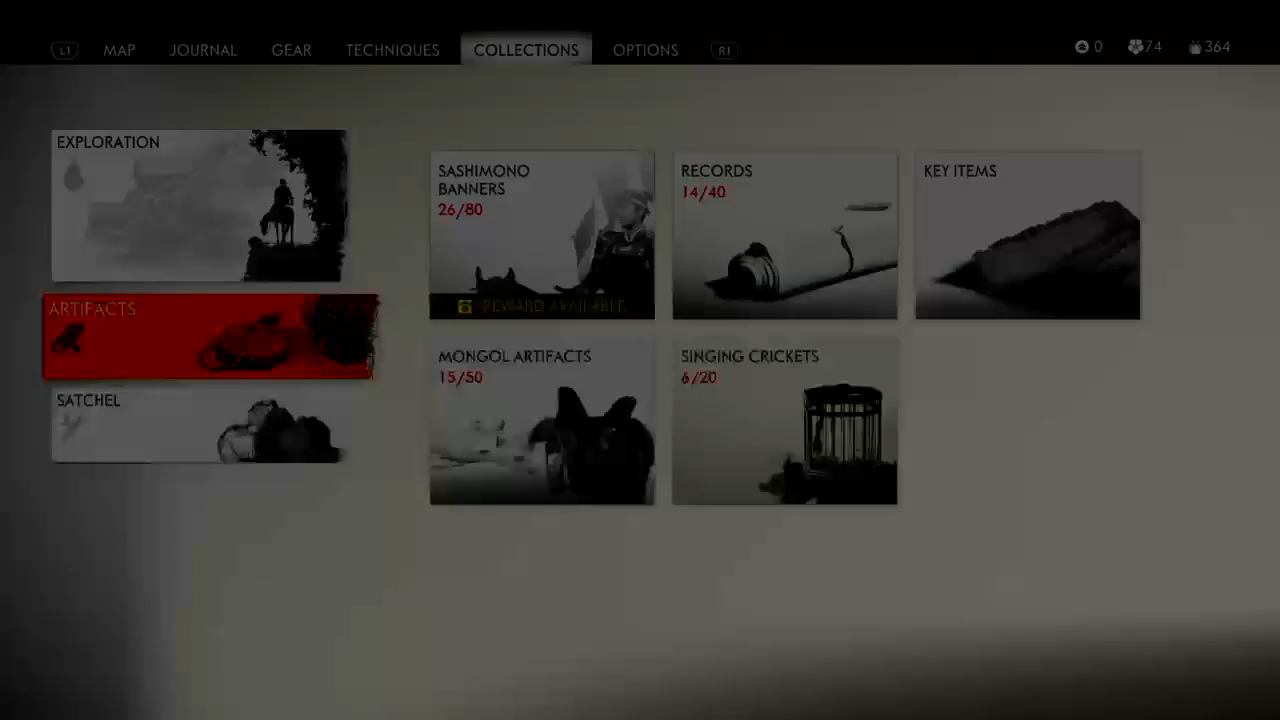 L1 MAP JOURNAL GEAR TECHNIQUES COLLECTIONS OPTIONS R1 0 74 364
EXPLORATION
ARTIFACTS
SATCHEL
SASHIMONO
BANNERS
26/80
REWARD AVAILABLE
RECORDS
14/40
KEY ITEMS
MONGOL ARTIFACTS
15/50
SINGING CRICKETS
6/20